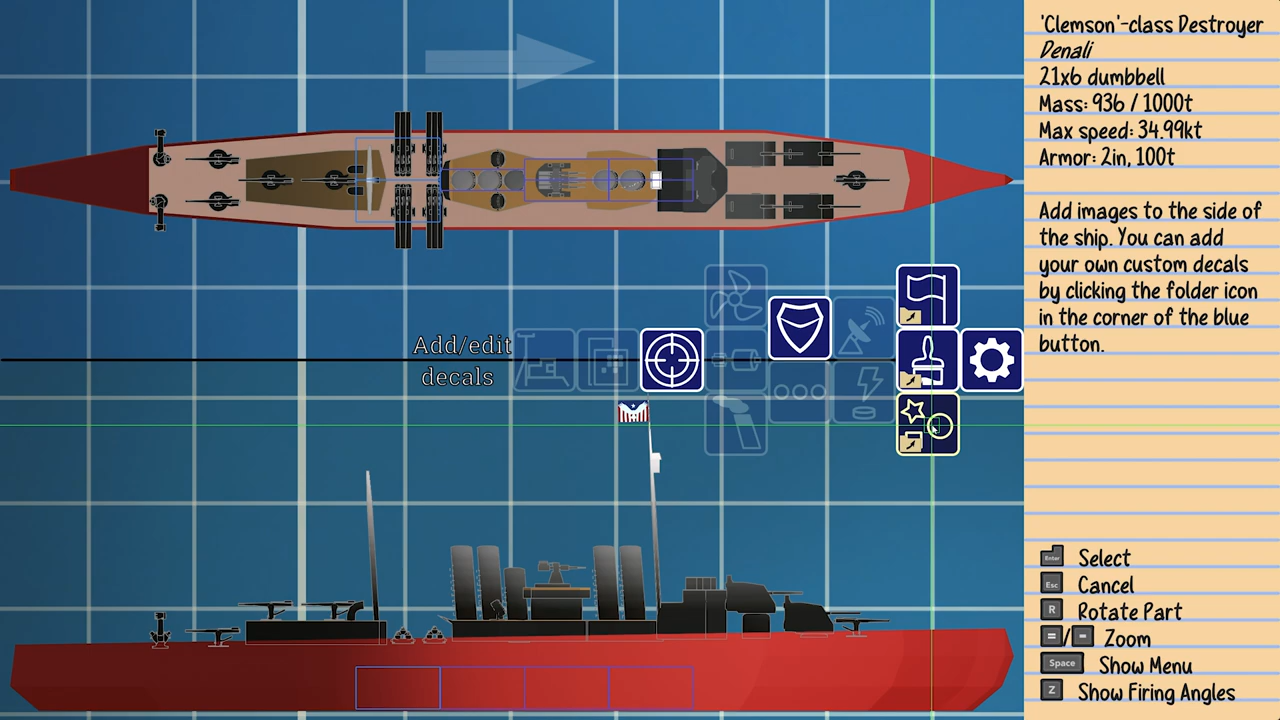 'Clemson'-class Destroyer
Denali
21x6 dumbbell
Mass: 936 / 1000t
Max speed: 34.99kt
Armor: 2in, 100t
Add images to the side of
the ship. You can add
your own custom decals
by clicking the folder icon
in the corner of the blue
button.
Add/edit
decals
Enter Select
Esc Cancel
R Rotate Part
=/- Zoom
Space Show Menu
Z Show Firing Angles